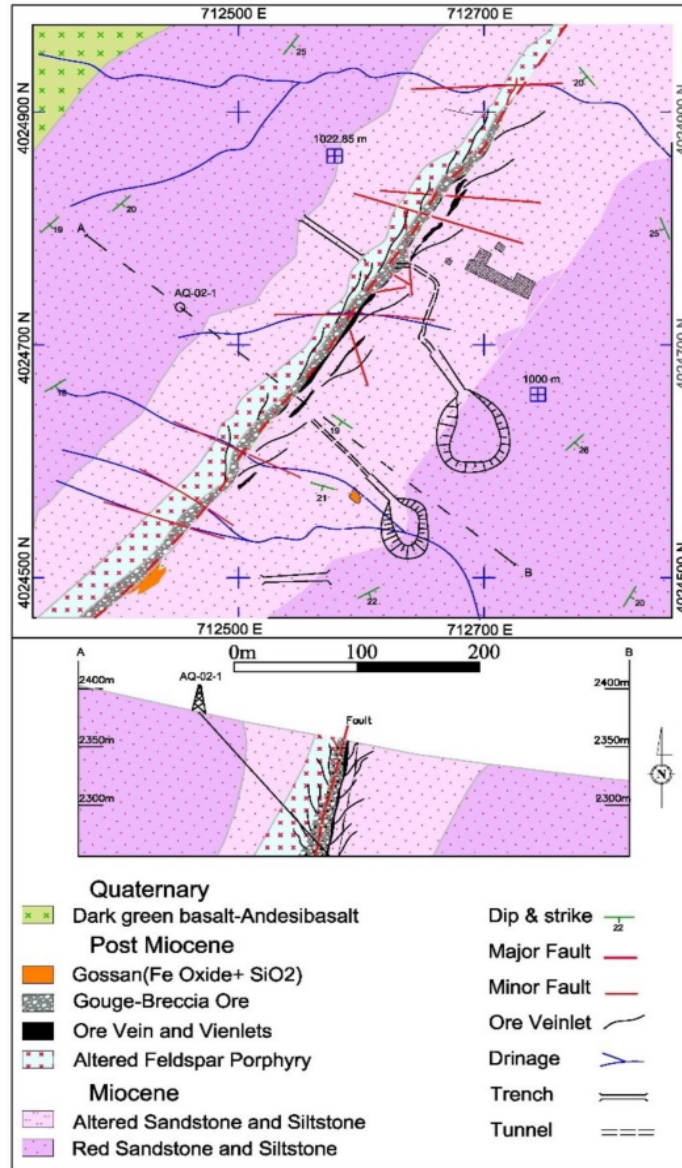 712500 E 712700 E
4024900 N 4024900 N
25
20
1022.85 m
19
20
A
25
AQ-02-1
4024700 N 4024700 N
1000 m
18
19
26
21
B
4024500 N 4024500 N
22
20
712500 E 712700 E
A 0m 100 200 B
2400m AQ-02-1 2400m
Fault
2350m 2350m
2300m 2300m
N
Quaternary
Dark green basalt-Andesibasalt
Post Miocene
Gossan(Fe Oxide+ SiO2)
Gouge-Breccia Ore
Ore Vein and Vienlets
Altered Feldspar Porphyry
Miocene
Altered Sandstone and Siltstone
Red Sandstone and Siltstone
Dip & strike 22
Major Fault
Minor Fault
Ore Veinlet
Drinage
Trench
Tunnel